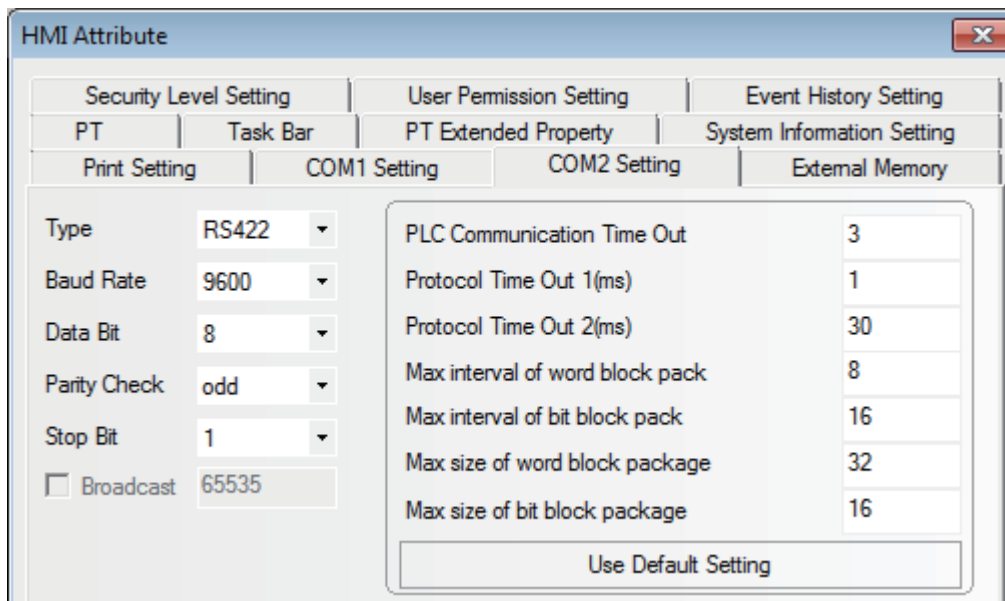 HMI Attribute
Security Level Setting
User Permission Setting
Event History Setting
PT
Task Bar
PT Extended Property
System Information Setting
Print Setting
COM1 Setting
COM2 Setting
External Memory
Type RS422
Baud Rate 9600
Data Bit 8
Parity Check odd
Stop Bit 1
Broadcast 65535
PLC Communication Time Out 3
Protocol Time Out 1(ms) 1
Protocol Time Out 2(ms) 30
Max interval of word block pack 8
Max interval of bit block pack 16
Max size of word block package 32
Max size of bit block package 16
Use Default Setting